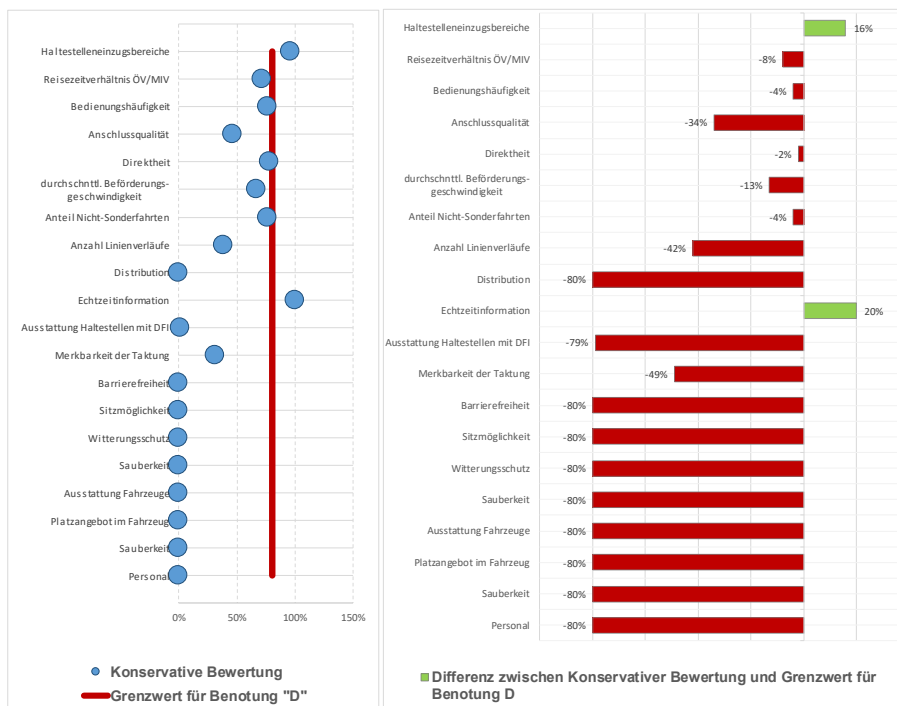 Haltestelleneinzugsbereiche
Reisezeitverhältnis ÖV/MIV
Bedienungshäufigkeit
Anschlussqualität
Direktheit
durchschnttl. Beförderungs-
geschwindigkeit
Anteil Nicht-Sonderfahrten
Anzahl Linienverläufe
Distribution
Echtzeitinformation
Ausstattung Haltestellen mit DFI
Merkbarkeit der Taktung
Barrierefreiheit
Sitzmöglichkeit
Witterungsschutz
Sauberkeit
Ausstattung Fahrzeuge
Platzangebot im Fahrzeug
Sauberkeit
Personal
0% 50% 100% 150%
Konservative Bewertung
Grenzwert für Benotung "D"
Haltestelleneinzugsbereiche 16%
Reisezeitverhältnis ÖV/MIV -8%
Bedienungshäufigkeit -4%
Anschlussqualität -34%
Direktheit -2%
durchschnttl. Beförderungs-
geschwindigkeit -13%
Anteil Nicht-Sonderfahrten -4%
Anzahl Linienverläufe -42%
Distribution -80%
Echtzeitinformation 20%
Ausstattung Haltestellen mit DFI -79%
Merkbarkeit der Taktung -49%
Barrierefreiheit -80%
Sitzmöglichkeit -80%
Witterungsschutz -80%
Sauberkeit -80%
Ausstattung Fahrzeuge -80%
Platzangebot im Fahrzeug -80%
Sauberkeit -80%
Personal -80%
Differenz zwischen Konservativer Bewertung und Grenzwert für
Benotung D